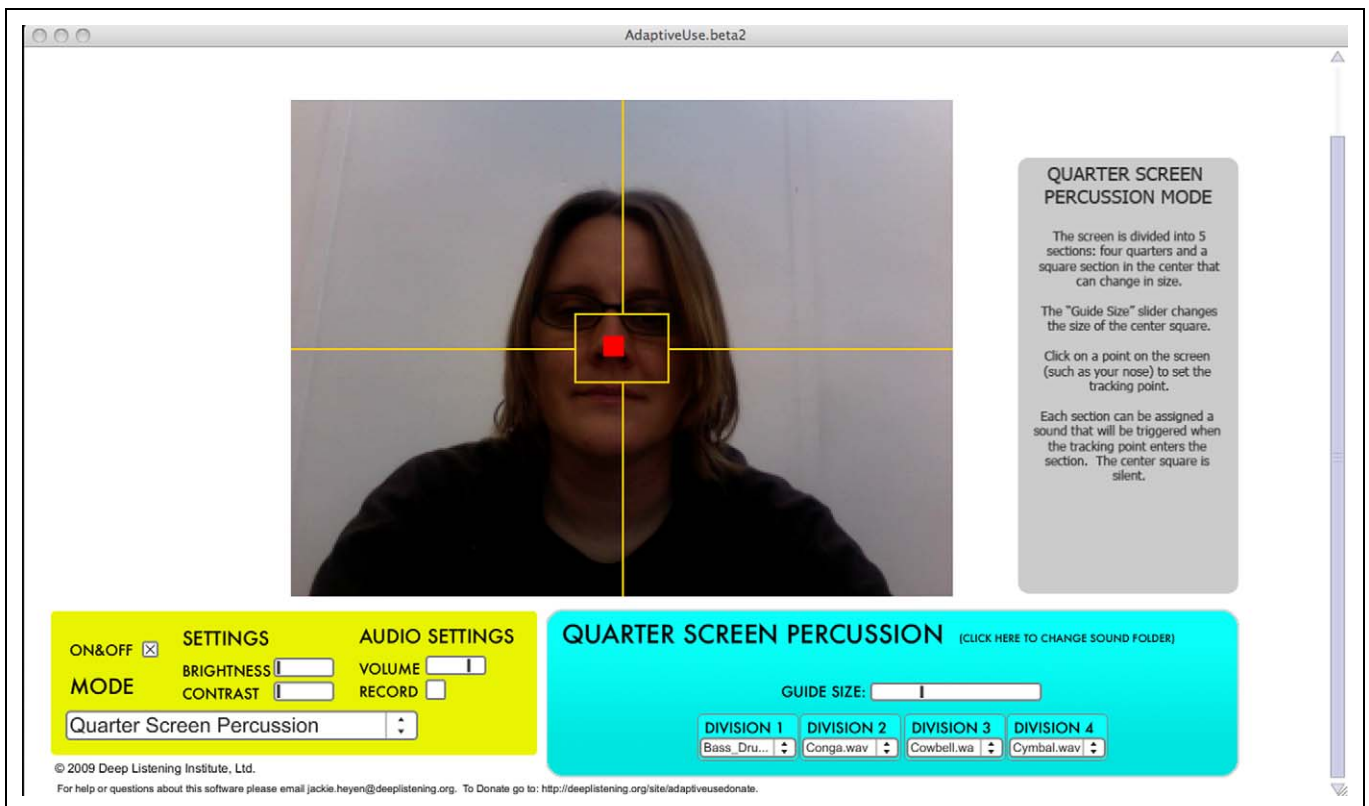 AdaptiveUse.beta2
QUARTER SCREEN
PERCUSSION MODE
The screen is divided into 5
sections: four quarters and a
square section in the center that
can change in size.
The "Guide Size" slider changes
the size of the center square.
Click on a point on the screen
(such as your nose) to set the
tracking point.
Each section can be assigned a
sound that will be triggered when
the tracking point enters the
section. The center square is
silent.
ON&OFF
SETTINGS
BRIGHTNESS
CONTRAST
AUDIO SETTINGS
VOLUME
RECORD
MODE
Quarter Screen Percussion
QUARTER SCREEN PERCUSSION (CLICK HERE TO CHANGE SOUND FOLDER)
GUIDE SIZE:
DIVISION 1 DIVISION 2 DIVISION 3 DIVISION 4
Bass_Dru... Conga.wav Cowbell.wa Cymbal.wav
© 2009 Deep Listening Institute, Ltd.
For help or questions about this software please email jackie.heyen@deeplistening.org. To Donate go to: http://deeplistening.org/site/adaptiveusedonate.